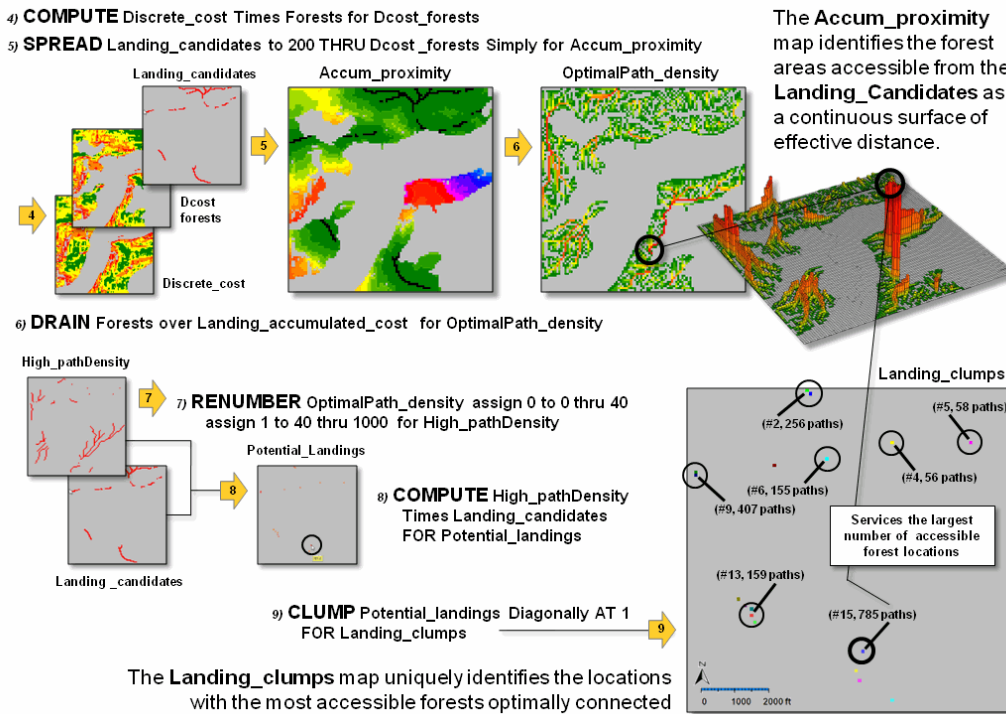 4) COMPUTE Discrete_cost Times Forests for Dcost_forests
5) SPREAD Landing_candidates to 200 THRU Dcost_forests Simply for Accum_proximity
The Accum_proximity
map identifies the forest
areas accessible from the
Landing_Candidates as
a continuous surface of
effective distance.
Landing_candidates
Accum_proximity
OptimalPath_density
5
6
4
Dcost
forests
Discrete_cost
6) DRAIN Forests over Landing_accumulated_cost for OptimalPath_density
High_pathDensity
7
7) RENUMBER OptimalPath_density assign 0 to 0 thru 40
assign 1 to 40 thru 1000 for High_pathDensity
Potential_Landings
8
8) COMPUTE High_pathDensity
Times Landing_candidates
FOR Potential_landings
Landing _candidates
9) CLUMP Potential_landings Diagonally AT 1
FOR Landing_clumps
9
Landing_clumps
(#2, 256 paths)
(#5, 58 paths)
(#6, 155 paths)
(#4, 56 paths)
(#9, 407 paths)
Services the largest
number of accessible
forest locations
(#13, 159 paths)
(#15, 785 paths)
Z
0 1000 2000 ft
The Landing_clumps map uniquely identifies the locations
with the most accessible forests optimally connected